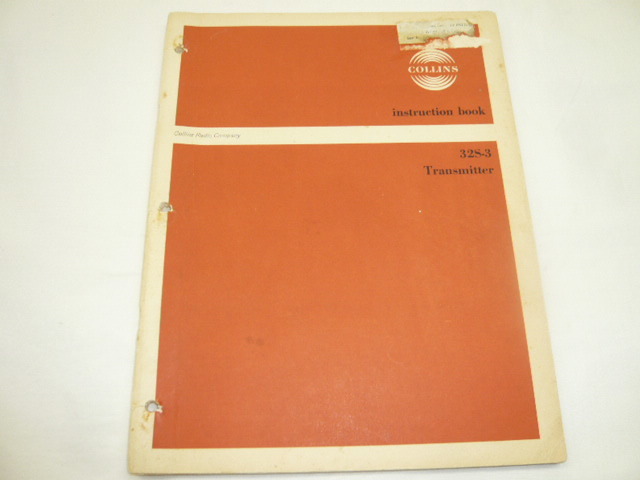 COLLINS
instruction book
Collins Radio Company
32S-3
Transmitter